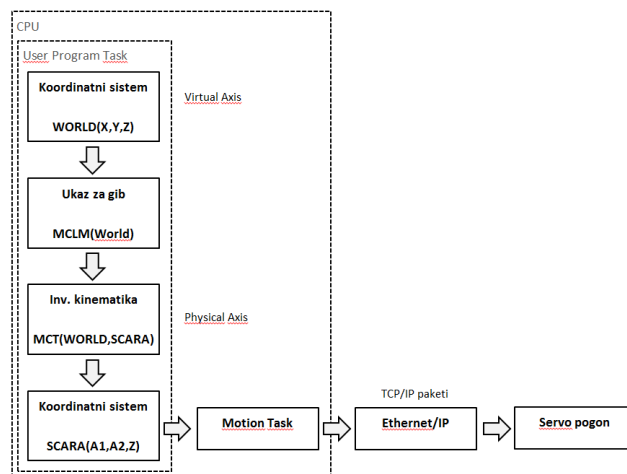 CPU
User Program Task
Koordinatni sistem
WORLD(X,Y,Z)
Virtual Axis
Ukaz za gib
MCLM(World)
Inv. kinematika
MCT(WORLD,SCARA)
Physical Axis
Koordinatni sistem
SCARA(A1,A2,Z)
Motion Task
TCP/IP paketi
Ethernet/IP
Servo pogon